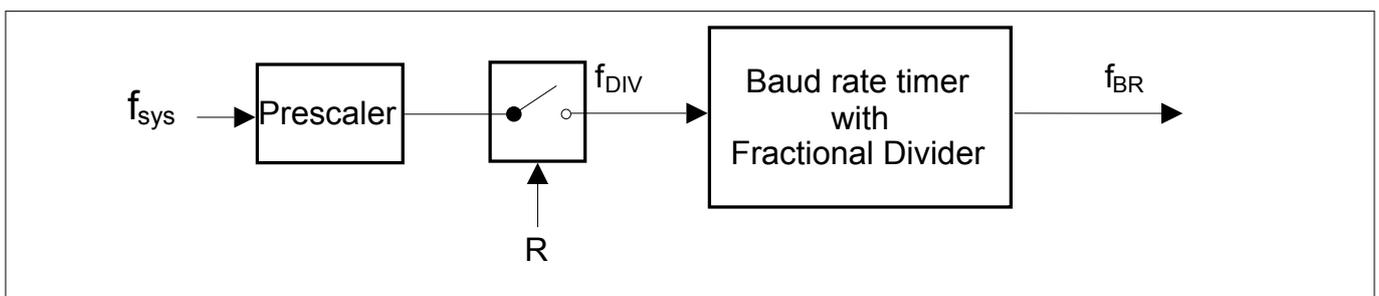 f_sys
Prescaler
f_DIV
Baud rate timer
with
Fractional Divider
f_BR
R